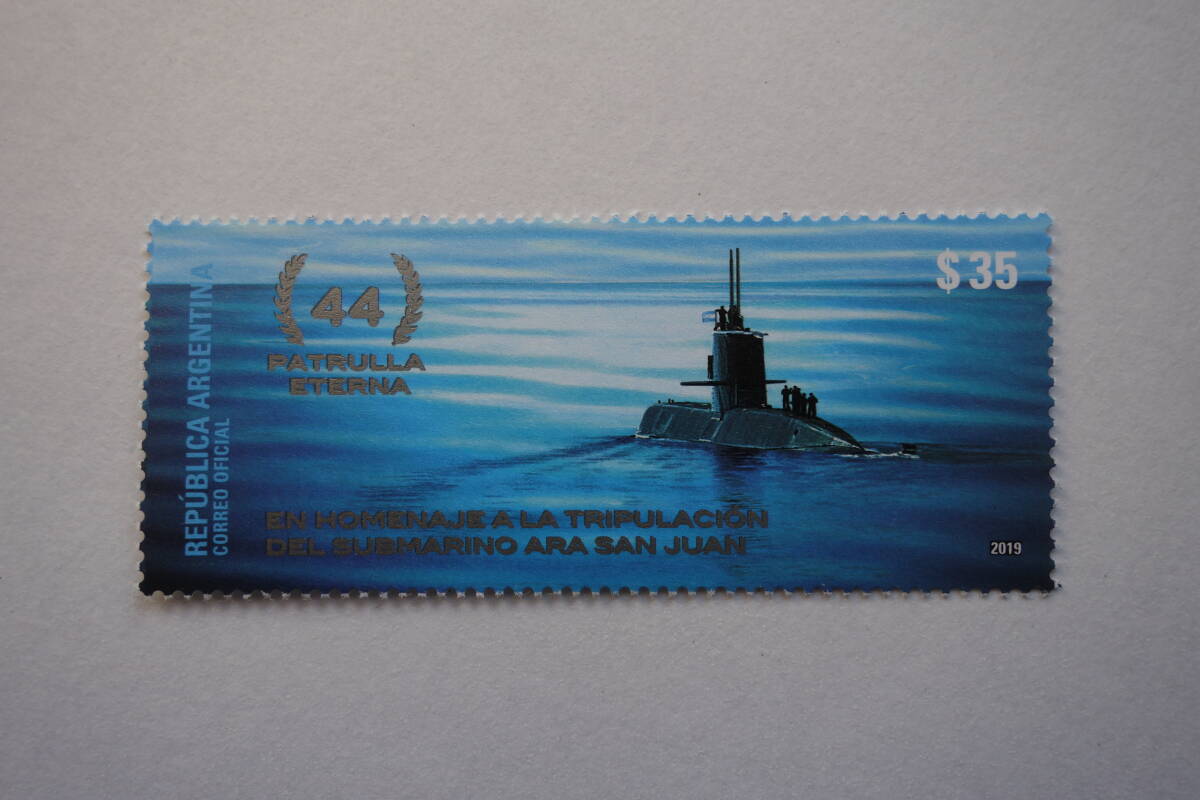 REPÚBLICA ARGENTINA
CORREO OFICIAL
44
PATRULLA
ETERNA
$ 35
EN HOMENAJE A LA TRIPULACIÓN
DEL SUBMARINO ARA SAN JUAN
2019